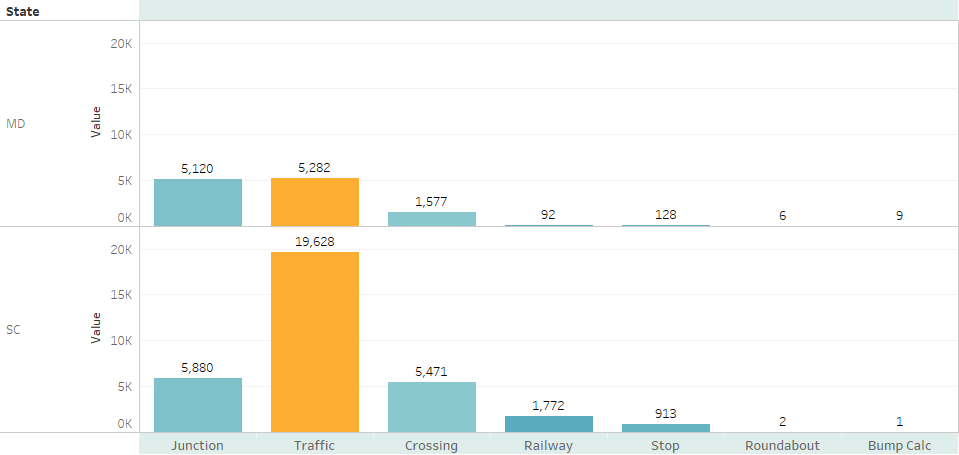 State
MD
Value
20K
15K
10K
5K
0K
5,120
5,282
1,577
92
128
6
9
SC
Value
20K
15K
10K
5K
0K
5,880
19,628
5,471
1,772
913
2
1
Junction
Traffic
Crossing
Railway
Stop
Roundabout
Bump Calc